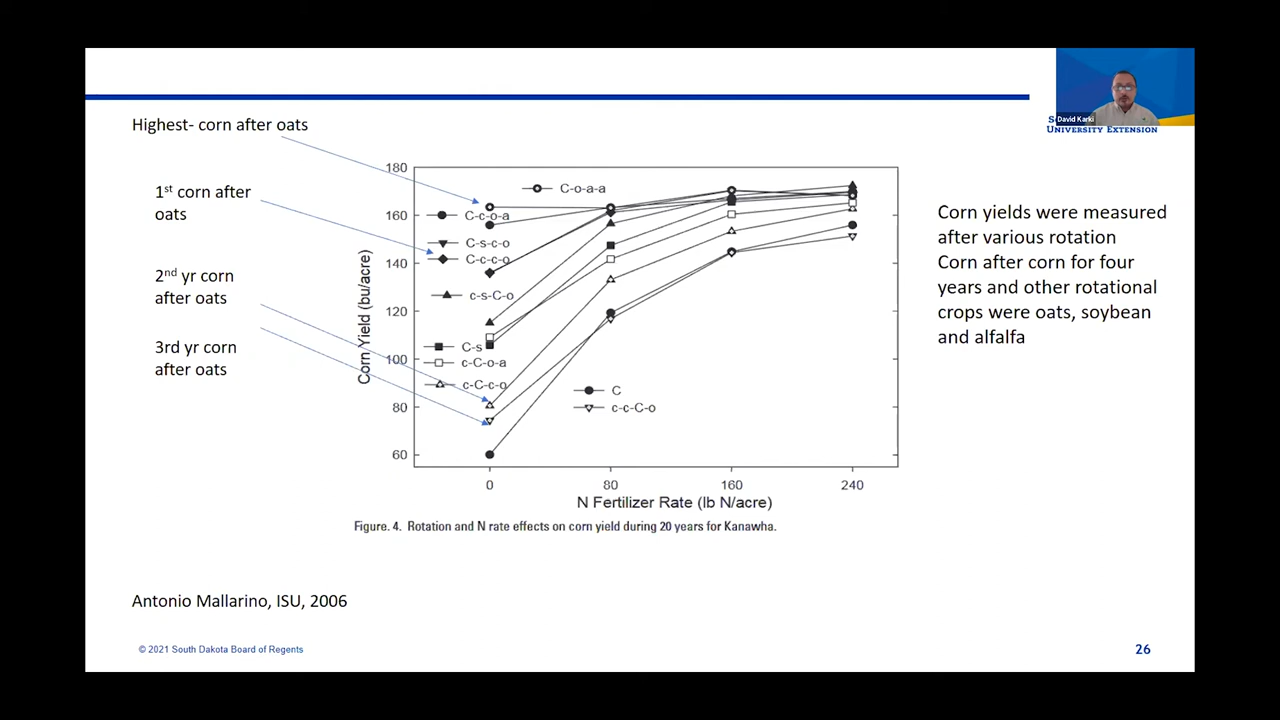 David Karki
UNIVERSITY EXTENSION
Highest- corn after oats
1st corn after
oats
2nd yr corn
after oats
3rd yr corn
after oats
180
160
140
120
100
80
60
Corn Yield (bu/acre)
C-o-a-a
C-c-o-a
C-s-c-o
C-c-c-o
c-s-C-o
C-s
c-C-o-a
c-C-c-o
C
c-c-C-o
0
80
160
240
N Fertilizer Rate (lb N/acre)
Figure. 4. Rotation and N rate effects on corn yield during 20 years for Kanawha.
Corn yields were measured
after various rotation
Corn after corn for four
years and other rotational
crops were oats, soybean
and alfalfa
Antonio Mallarino, ISU, 2006
© 2021 South Dakota Board of Regents
26